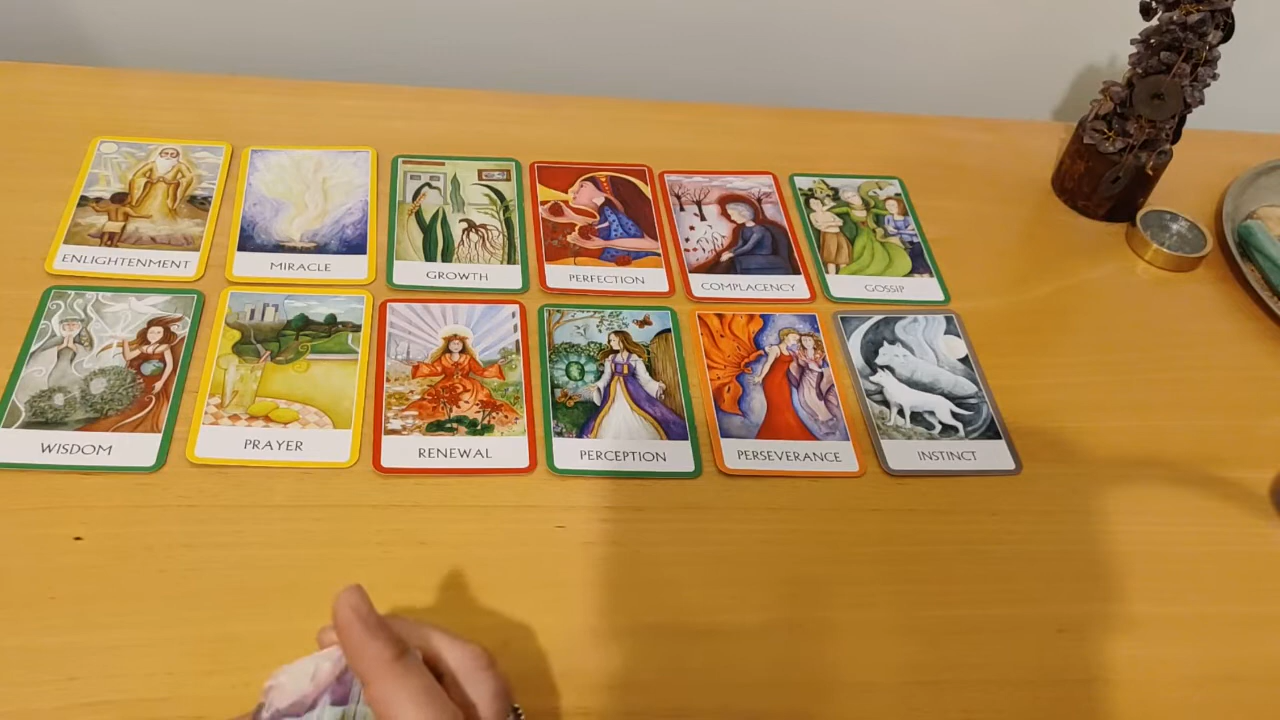 ENLIGHTENMENT
MIRACLE
GROWTH
PERFECTION
COMPLACENCY
GOSSIP
WISDOM
PRAYER
RENEWAL
PERCEPTION
PERSEVERANCE
INSTINCT